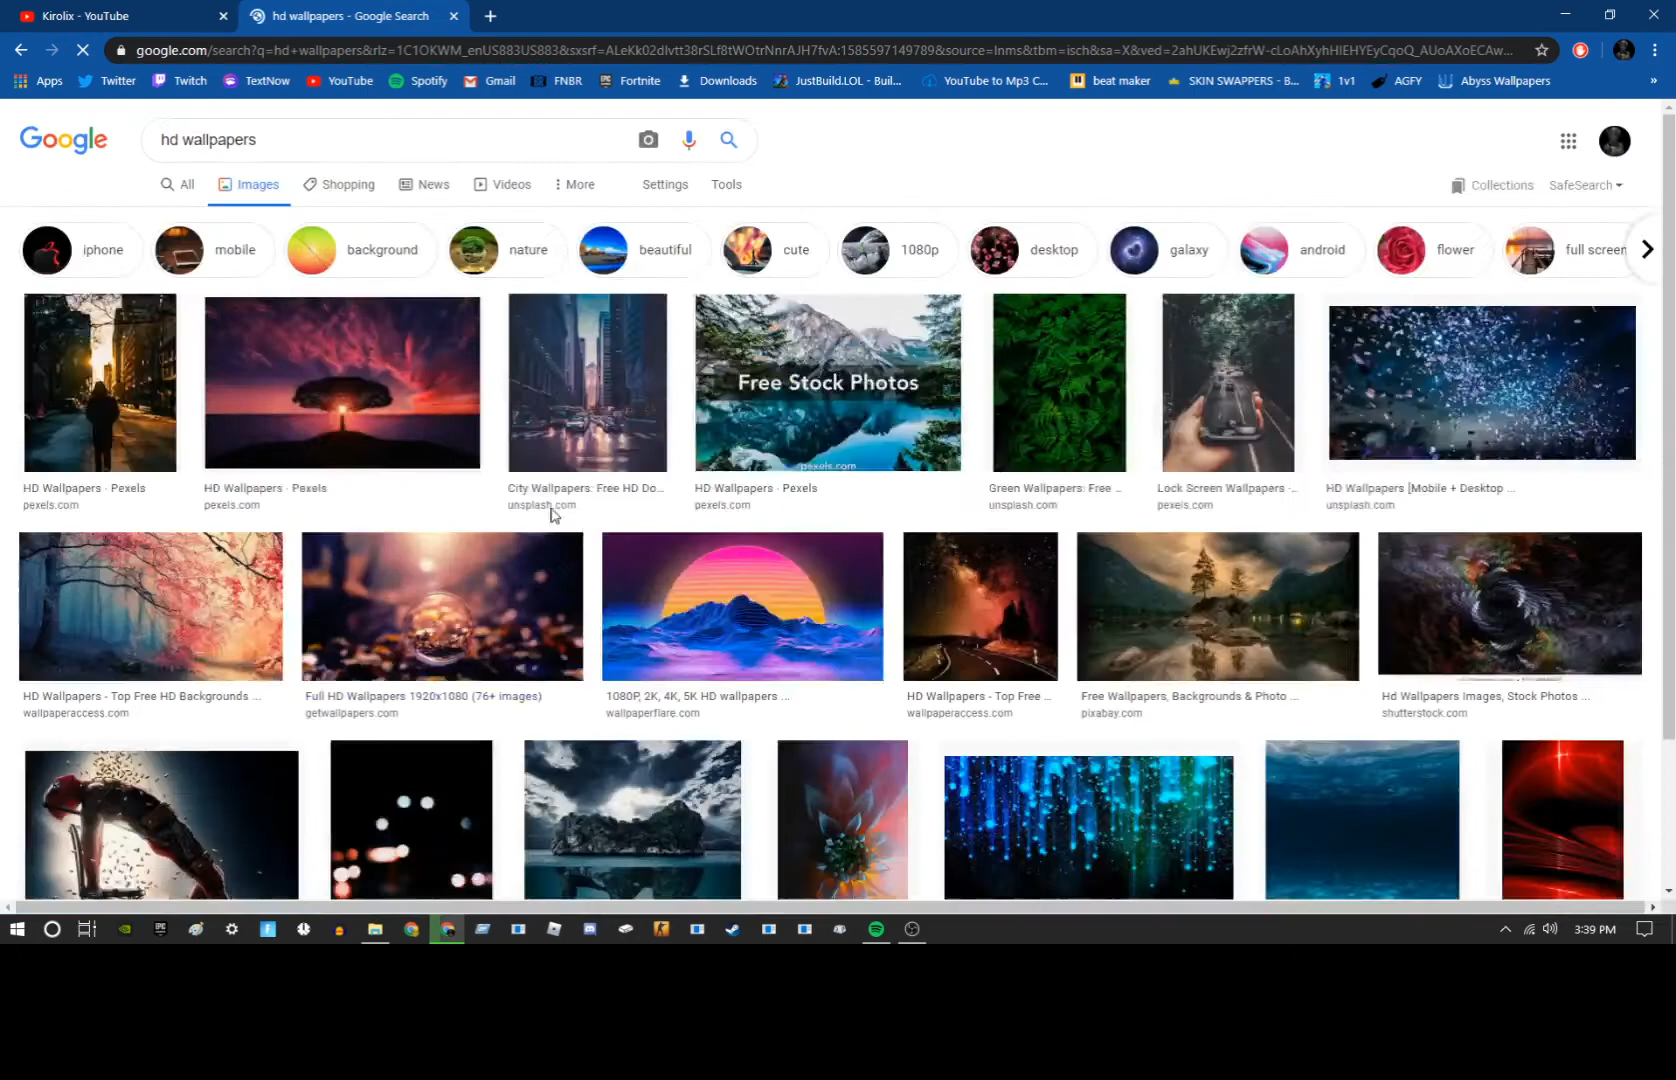 Kirolix - YouTube
hd wallpapers - Google Search
Apps Twitter Twitch TextNow YouTube Spotify Gmail FNBR Fortnite Downloads JustBuild.LOL - Buil... YouTube to Mp3 C... beat maker SKIN SWAPPERS - B... 1v1 AGFY Abyss Wallpapers »
Google
hd wallpapers
All Images Shopping News Videos More Settings Tools
Collections SafeSearch
iphone mobile background nature beautiful cute 1080p desktop galaxy android flower full screen
Free Stock Photos
pexels.com
HD Wallpapers · Pexels
pexels.com
HD Wallpapers · Pexels
pexels.com
City Wallpapers: Free HD Do...
unsplash.com
HD Wallpapers · Pexels
pexels.com
Green Wallpapers: Free ...
unsplash.com
Lock Screen Wallpapers ·...
pexels.com
HD Wallpapers [Mobile + Desktop ...
unsplash.com
HD Wallpapers - Top Free HD Backgrounds ...
wallpaperaccess.com
Full HD Wallpapers 1920x1080 (76+ images)
getwallpapers.com
1080P, 2K, 4K, 5K HD wallpapers ...
wallpaperflare.com
HD Wallpapers - Top Free ...
wallpaperaccess.com
Free Wallpapers, Backgrounds & Photo ...
pixabay.com
Hd Wallpapers Images, Stock Photos ...
shutterstock.com
EPIC
3:39 PM